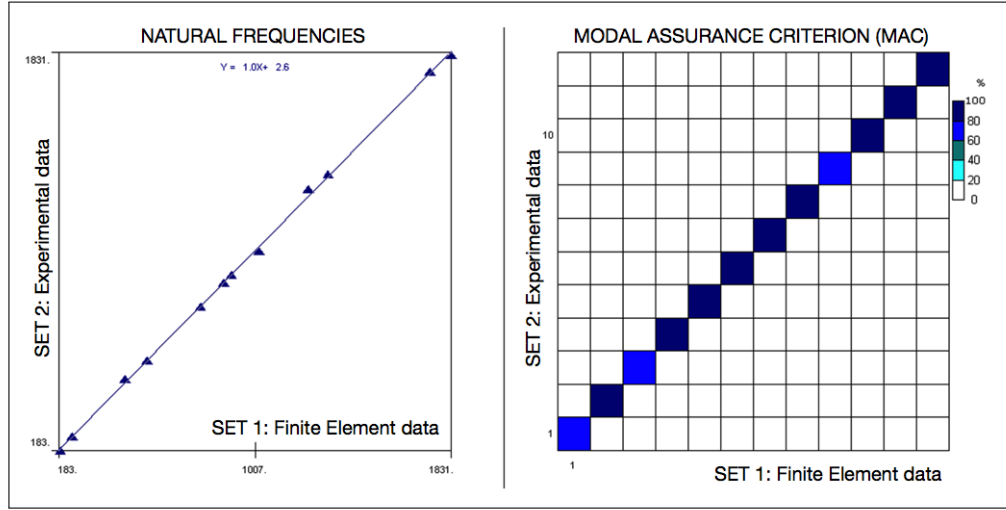 NATURAL FREQUENCIES
1831.
Y = 1.0X+ 2.6
SET 2: Experimental data
SET 1: Finite Element data
183.
183.
1007.
1831.
MODAL ASSURANCE CRITERION (MAC)
%
100
80
60
40
20
0
10
SET 2: Experimental data
1
1
SET 1: Finite Element data